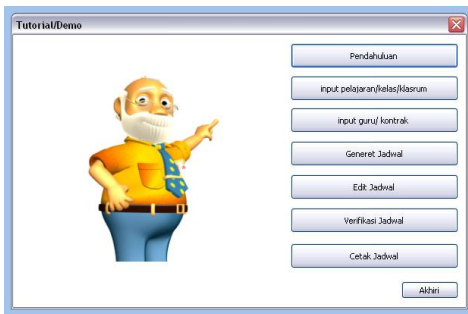 Tutorial/Demo
Pendahuluan
input pelajaran/kelas/klasrum
input guru/ kontrak
Generet Jadwal
Edit Jadwal
Verifikasi Jadwal
Cetak Jadwal
Akhiri